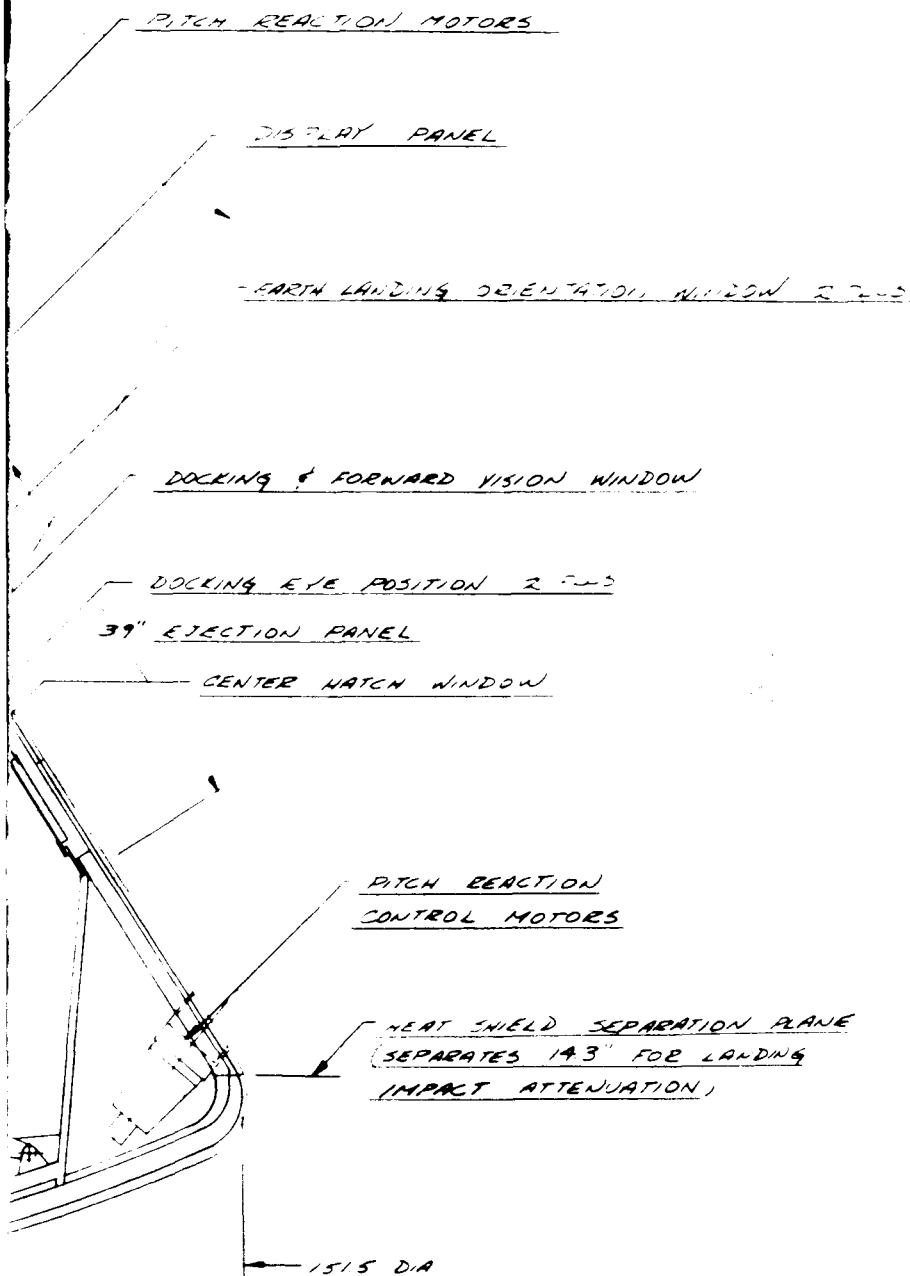 PITCH REACTION MOTORS
DISPLAY PANEL
EARTH LANDING ORIENTATION WINDOW 2
DOCKING & FORWARD VISION WINDOW
DOCKING EYE POSITION 2
39" EJECTION PANEL
CENTER HATCH WINDOW
PITCH REACTION
CONTROL MOTORS
HEAT SHIELD SEPARATION PLANE
(SEPARATES 14 3" FOR LANDING
IMPACT ATTENUATION)
151.5 DIA